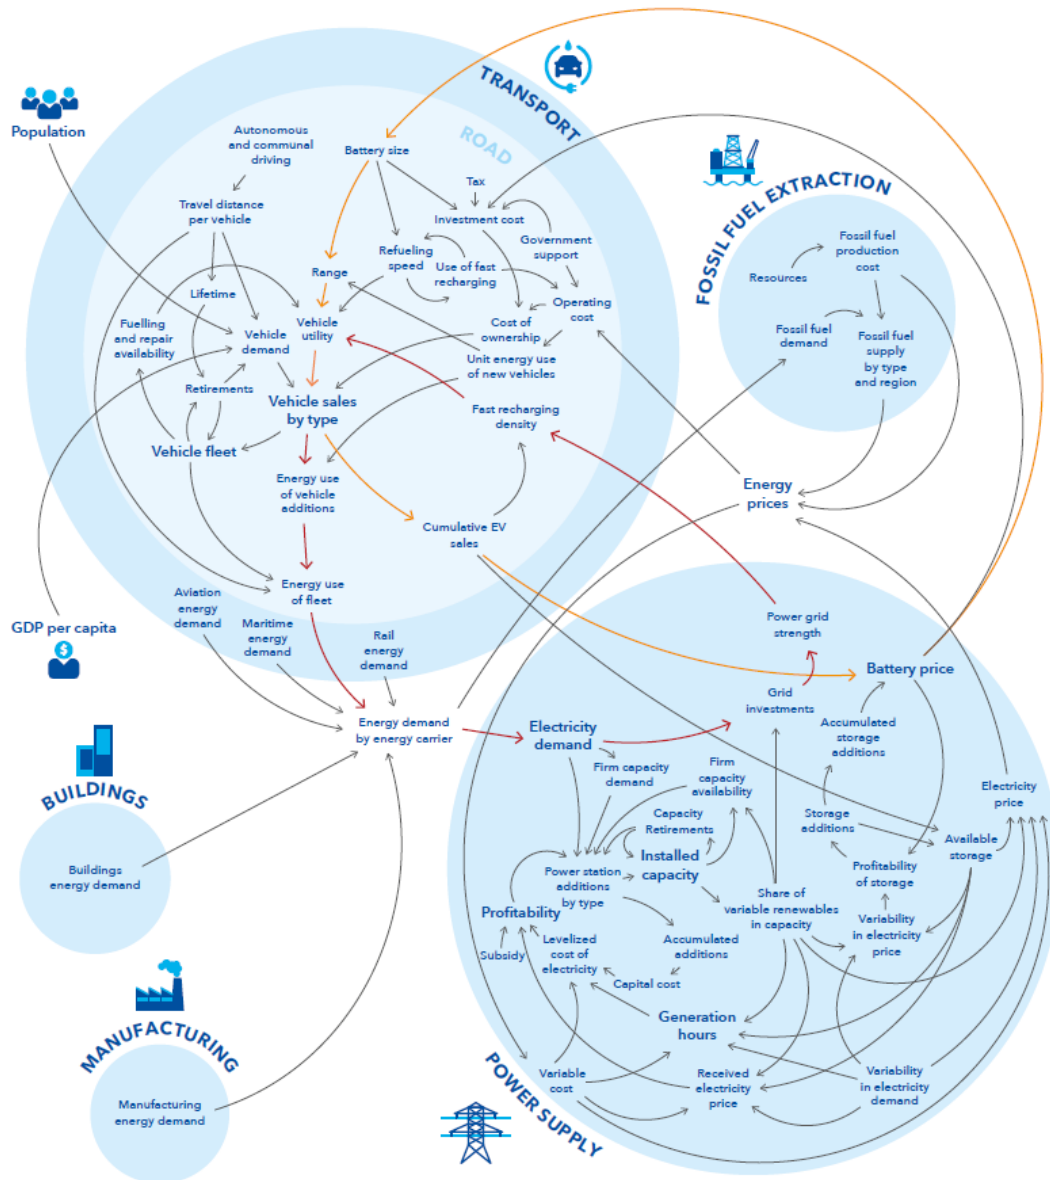 TRANSPORT
ROAD
Population
Autonomous
and communal
driving
Battery size
Tax
Travel distance
per vehicle
Investment cost
Government
support
Refueling
speed
Use of fast
recharging
Range
Lifetime
Operating
cost
Fuelling
and repair
availability
Vehicle
demand
Vehicle
utility
Cost of
ownership
Unit energy use
of new vehicles
Retirements
Vehicle sales
by type
Fast recharging
density
Vehicle fleet
Energy use
of vehicle
additions
Cumulative EV
sales
Energy use
of fleet
Aviation
energy
demand
Maritime
energy
demand
Rail
energy
demand
GDP per capita
$
FOSSIL FUEL EXTRACTION
Fossil fuel
production
cost
Resources
Fossil fuel
demand
Fossil fuel
supply
by type
and region
Energy
prices
Energy demand
by energy carrier
BUILDINGS
Buildings
energy demand
MANUFACTURING
Manufacturing
energy demand
POWER SUPPLY
Power grid
strength
Battery price
Grid
investments
Electricity
demand
Accumulated
storage
additions
Firm capacity
demand
Firm
capacity
availability
Electricity
price
Capacity
Retirements
Storage
additions
Available
storage
Installed
capacity
Power station
additions
by type
Profitability
of storage
Share of
variable renewables
in capacity
Profitability
Variability
in electricity
price
Subsidy
Levelized
cost of
electricity
Accumulated
additions
Capital cost
Generation
hours
Variable
cost
Received
electricity
price
Variability
in electricity
demand